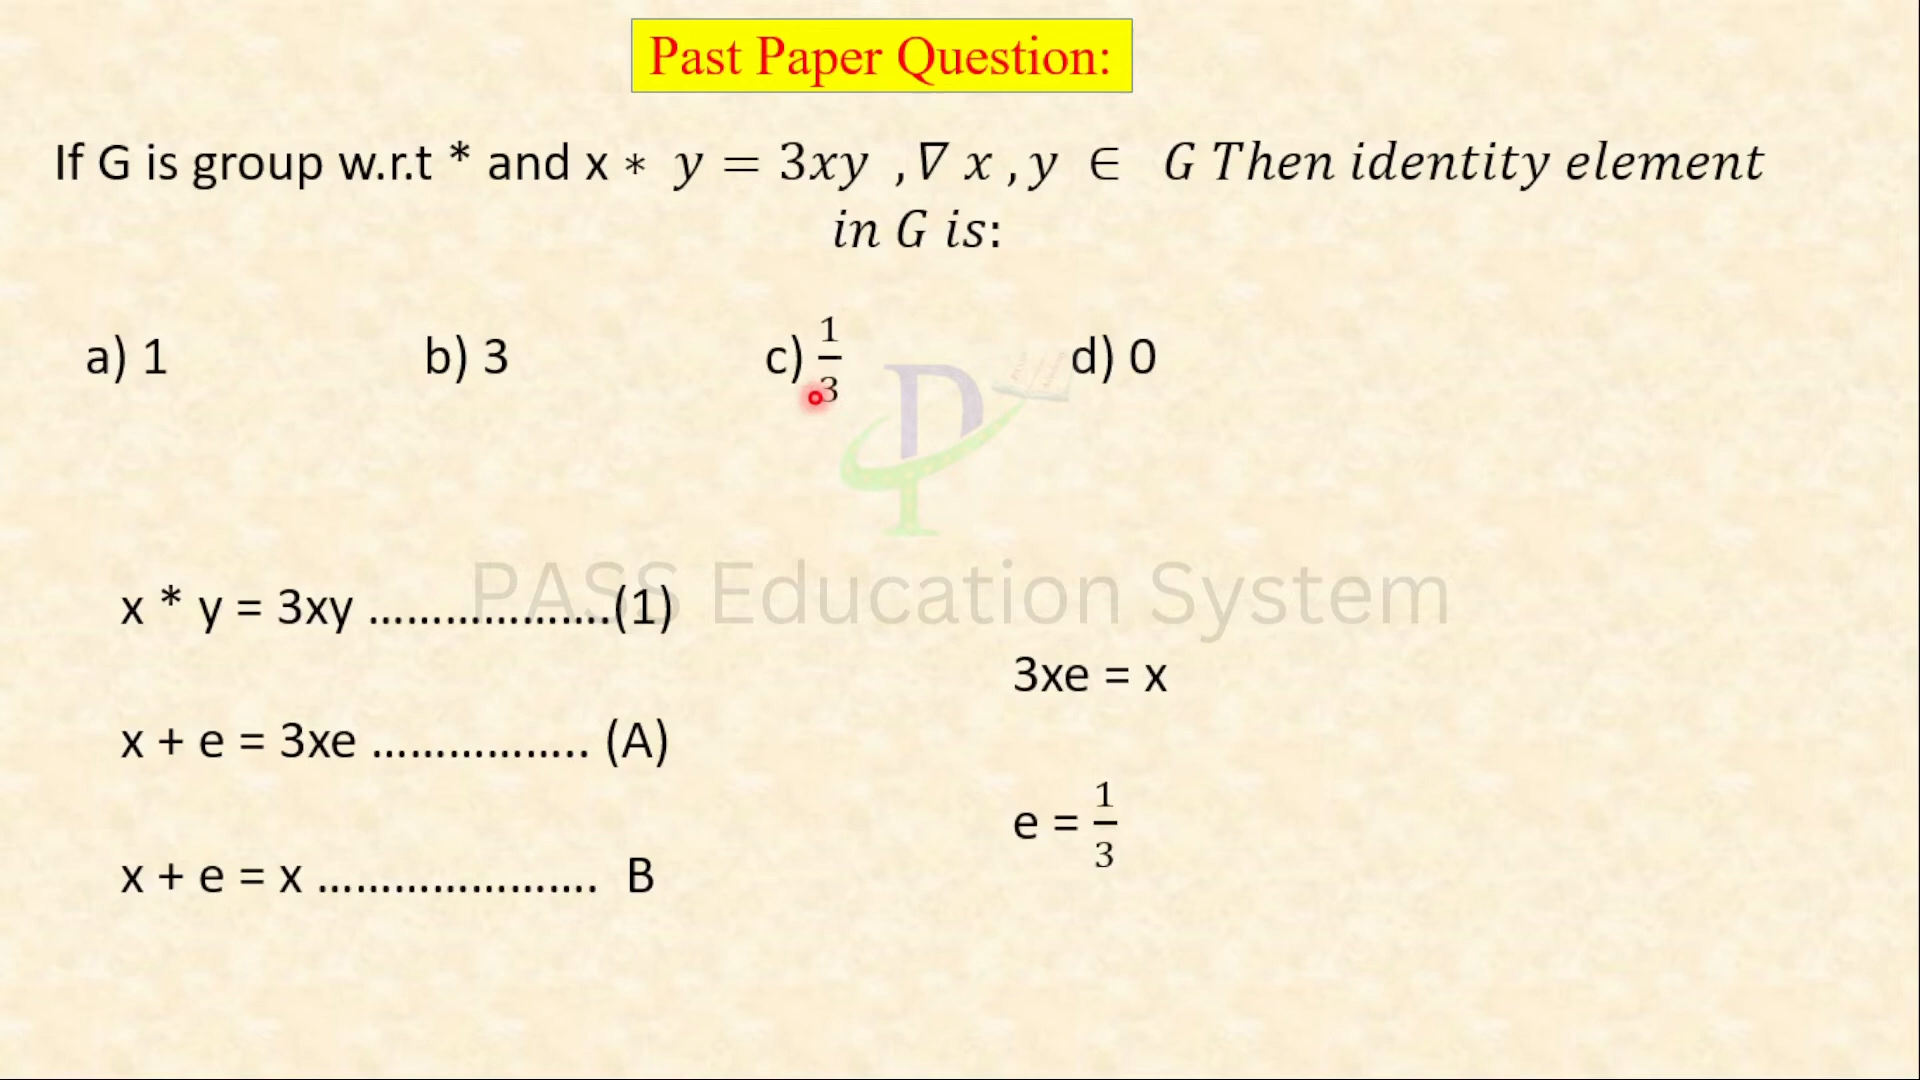 Past Paper Question:
If G is group w.r.t * and x ∗ y = 3xy , ∇ x , y ∈ G Then identity element
in G is:
a) 1 b) 3 c) 1/3 d) 0
PASS Education System
x * y = 3xy ....................(1)
3xe = x
x + e = 3xe ................. (A)
e = 1/3
x + e = x ...................... B